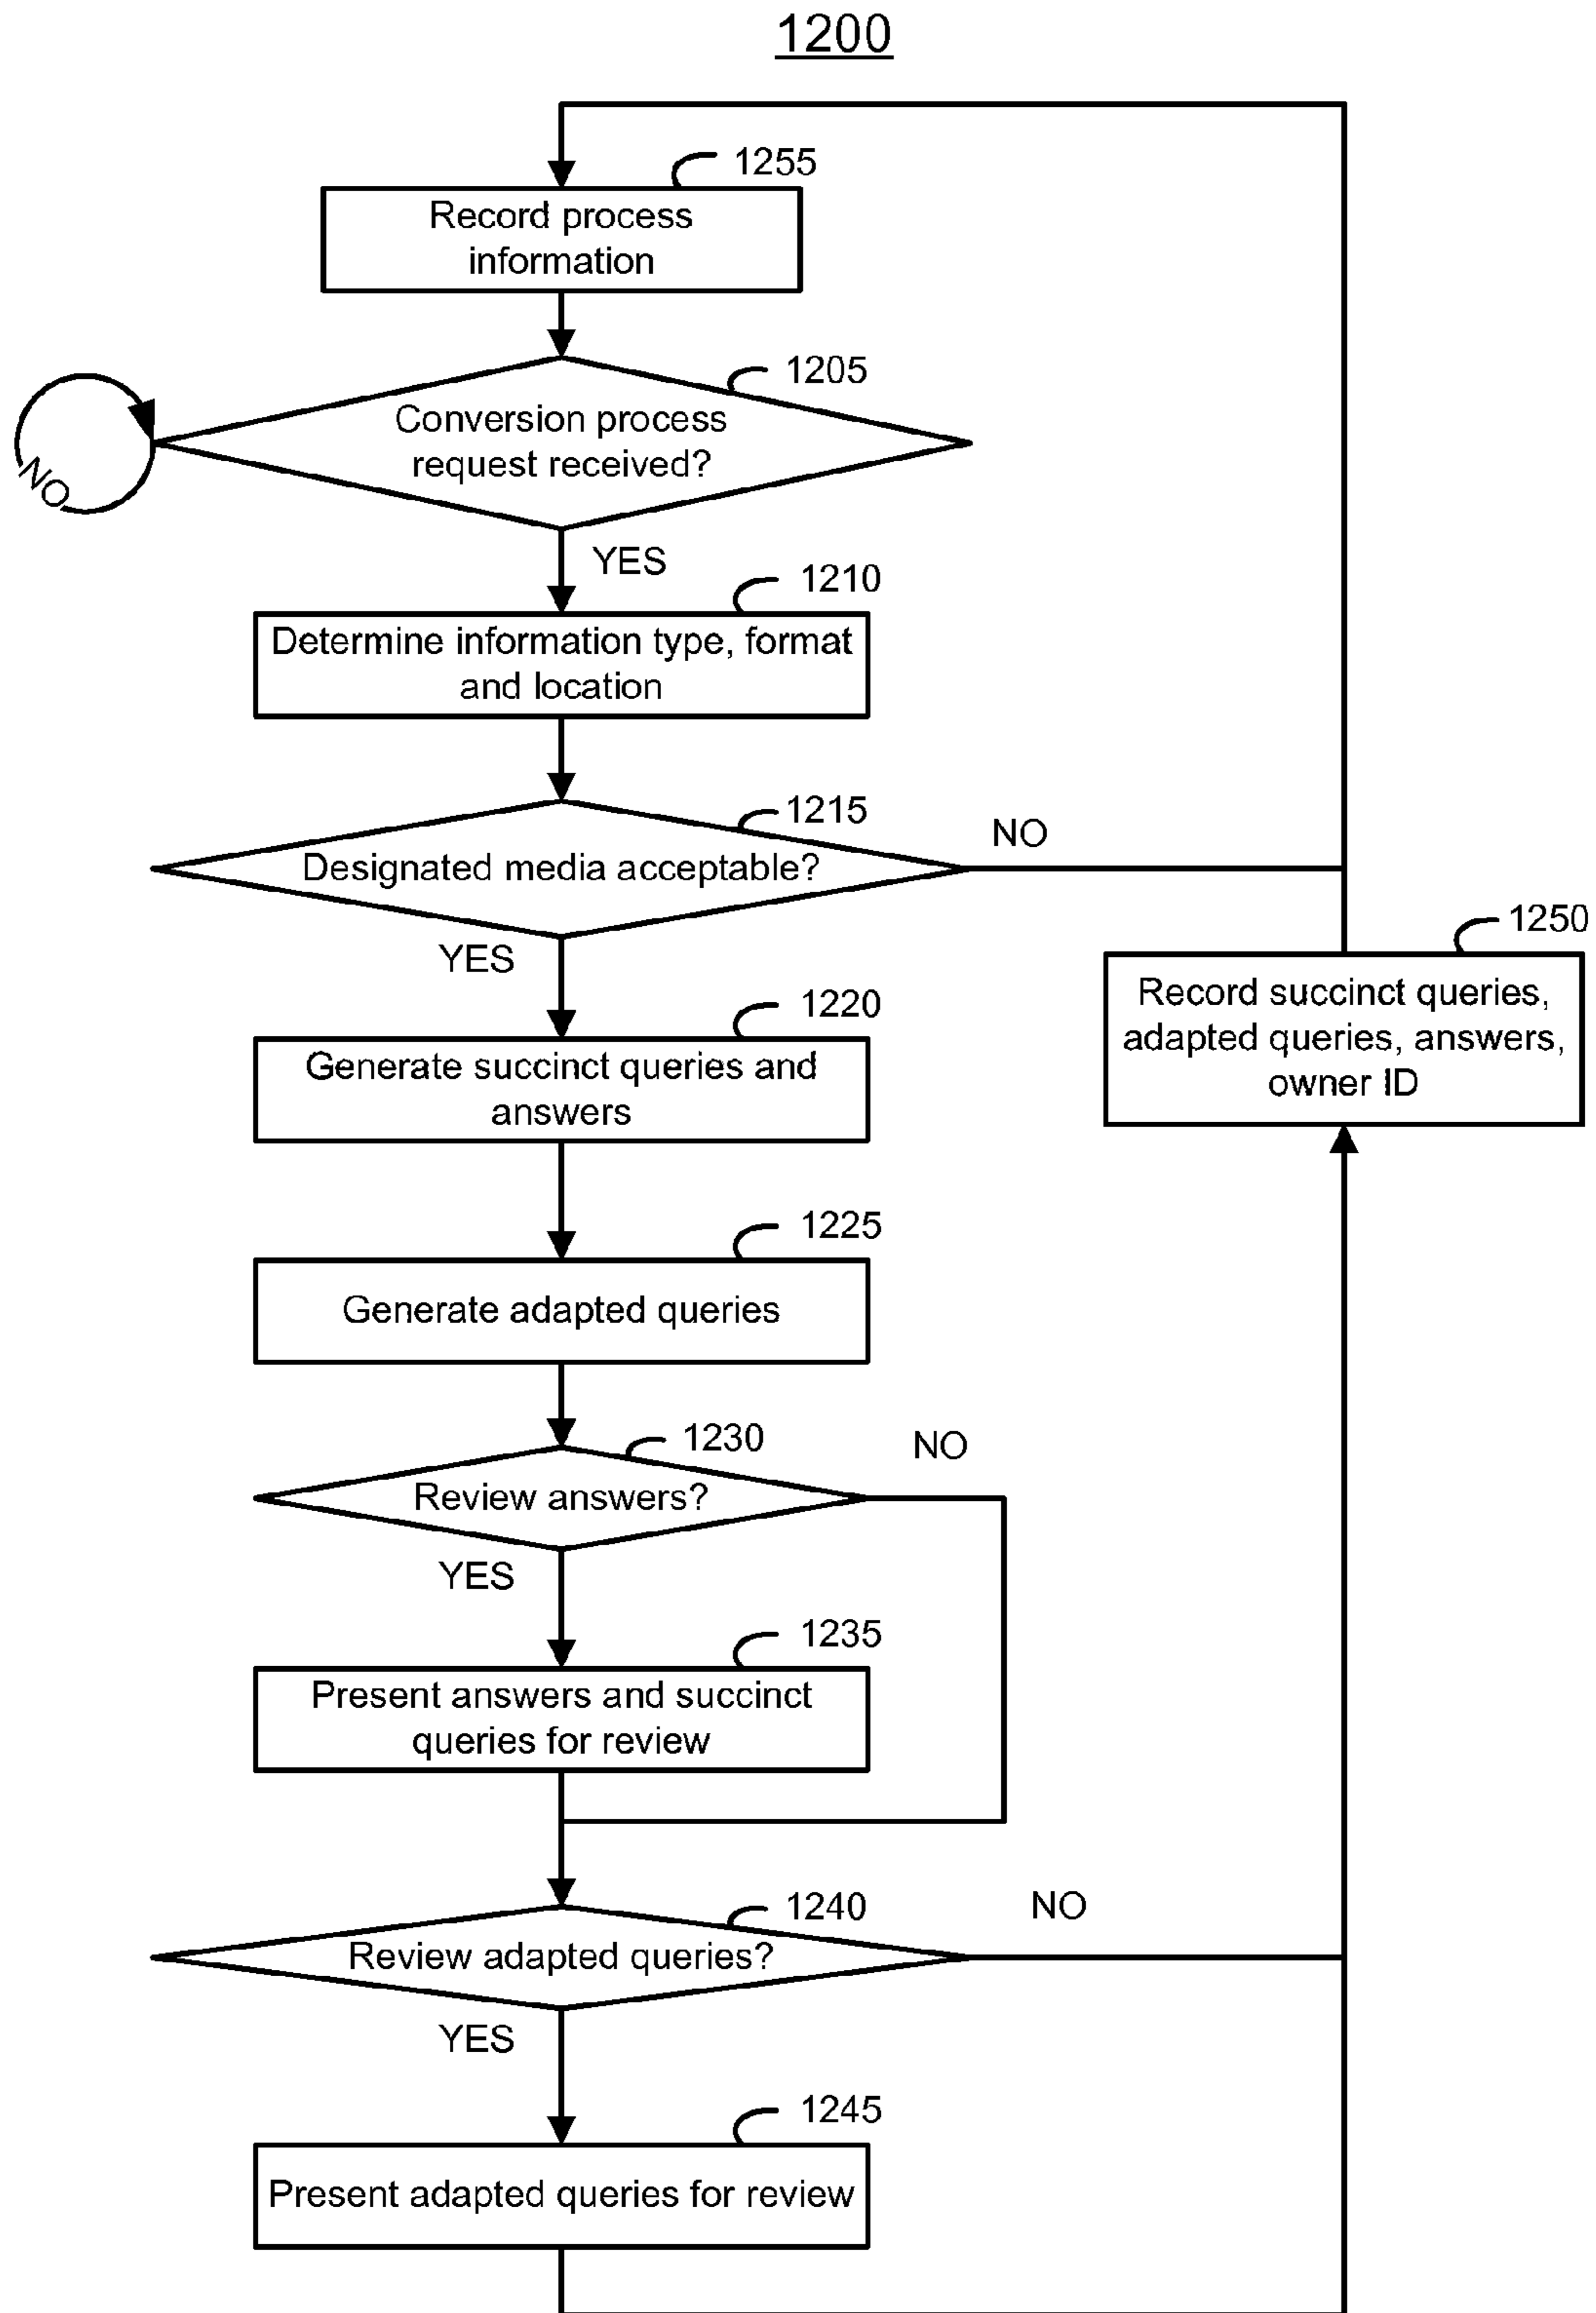 1200
1255
Record process
information
1205
Conversion process
request received?
NO
YES
1210
Determine information type, format
and location
1215
Designated media acceptable?
NO
YES
1250
Record succinct queries,
adapted queries, answers,
owner ID
1220
Generate succinct queries and
answers
1225
Generate adapted queries
1230
NO
Review answers?
YES
1235
Present answers and succinct
queries for review
1240
NO
Review adapted queries?
YES
1245
Present adapted queries for review